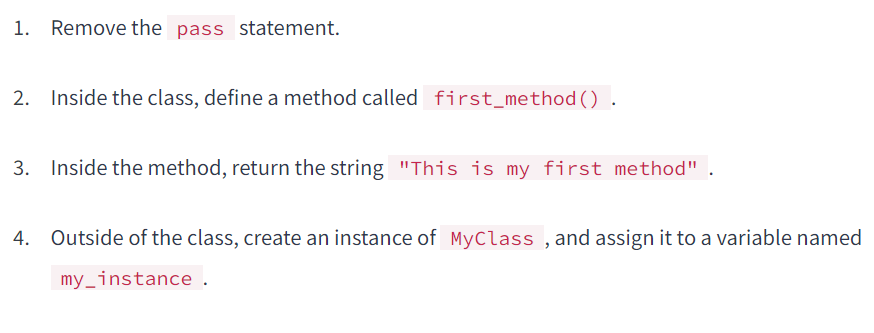 1. Remove the pass statement.
2. Inside the class, define a method called first_method() .
3. Inside the method, return the string "This is my first method" .
4. Outside of the class, create an instance of MyClass , and assign it to a variable named
my_instance .